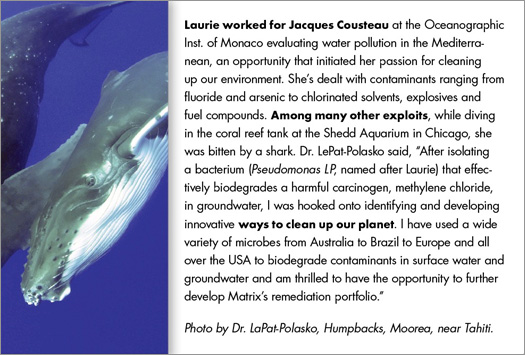 Laurie worked for Jacques Cousteau at the Oceanographic
Inst. of Monaco evaluating water pollution in the Mediterra-
nean, an opportunity that initiated her passion for cleaning
up our environment. She's dealt with contaminants ranging from
fluoride and arsenic to chlorinated solvents, explosives and
fuel compounds. Among many other exploits, while diving
in the coral reef tank at the Shedd Aquarium in Chicago, she
was bitten by a shark. Dr. LePat-Polasko said, “After isolating
a bacterium (Pseudomonas LP, named after Laurie) that effec-
tively biodegrades a harmful carcinogen, methylene chloride,
in groundwater, I was hooked onto identifying and developing
innovative ways to clean up our planet. I have used a wide
variety of microbes from Australia to Brazil to Europe and all
over the USA to biodegrade contaminants in surface water and
groundwater and am thrilled to have the opportunity to further
develop Matrix’s remediation portfolio.”
Photo by Dr. LaPat-Polasko, Humpbacks, Moorea, near Tahiti.